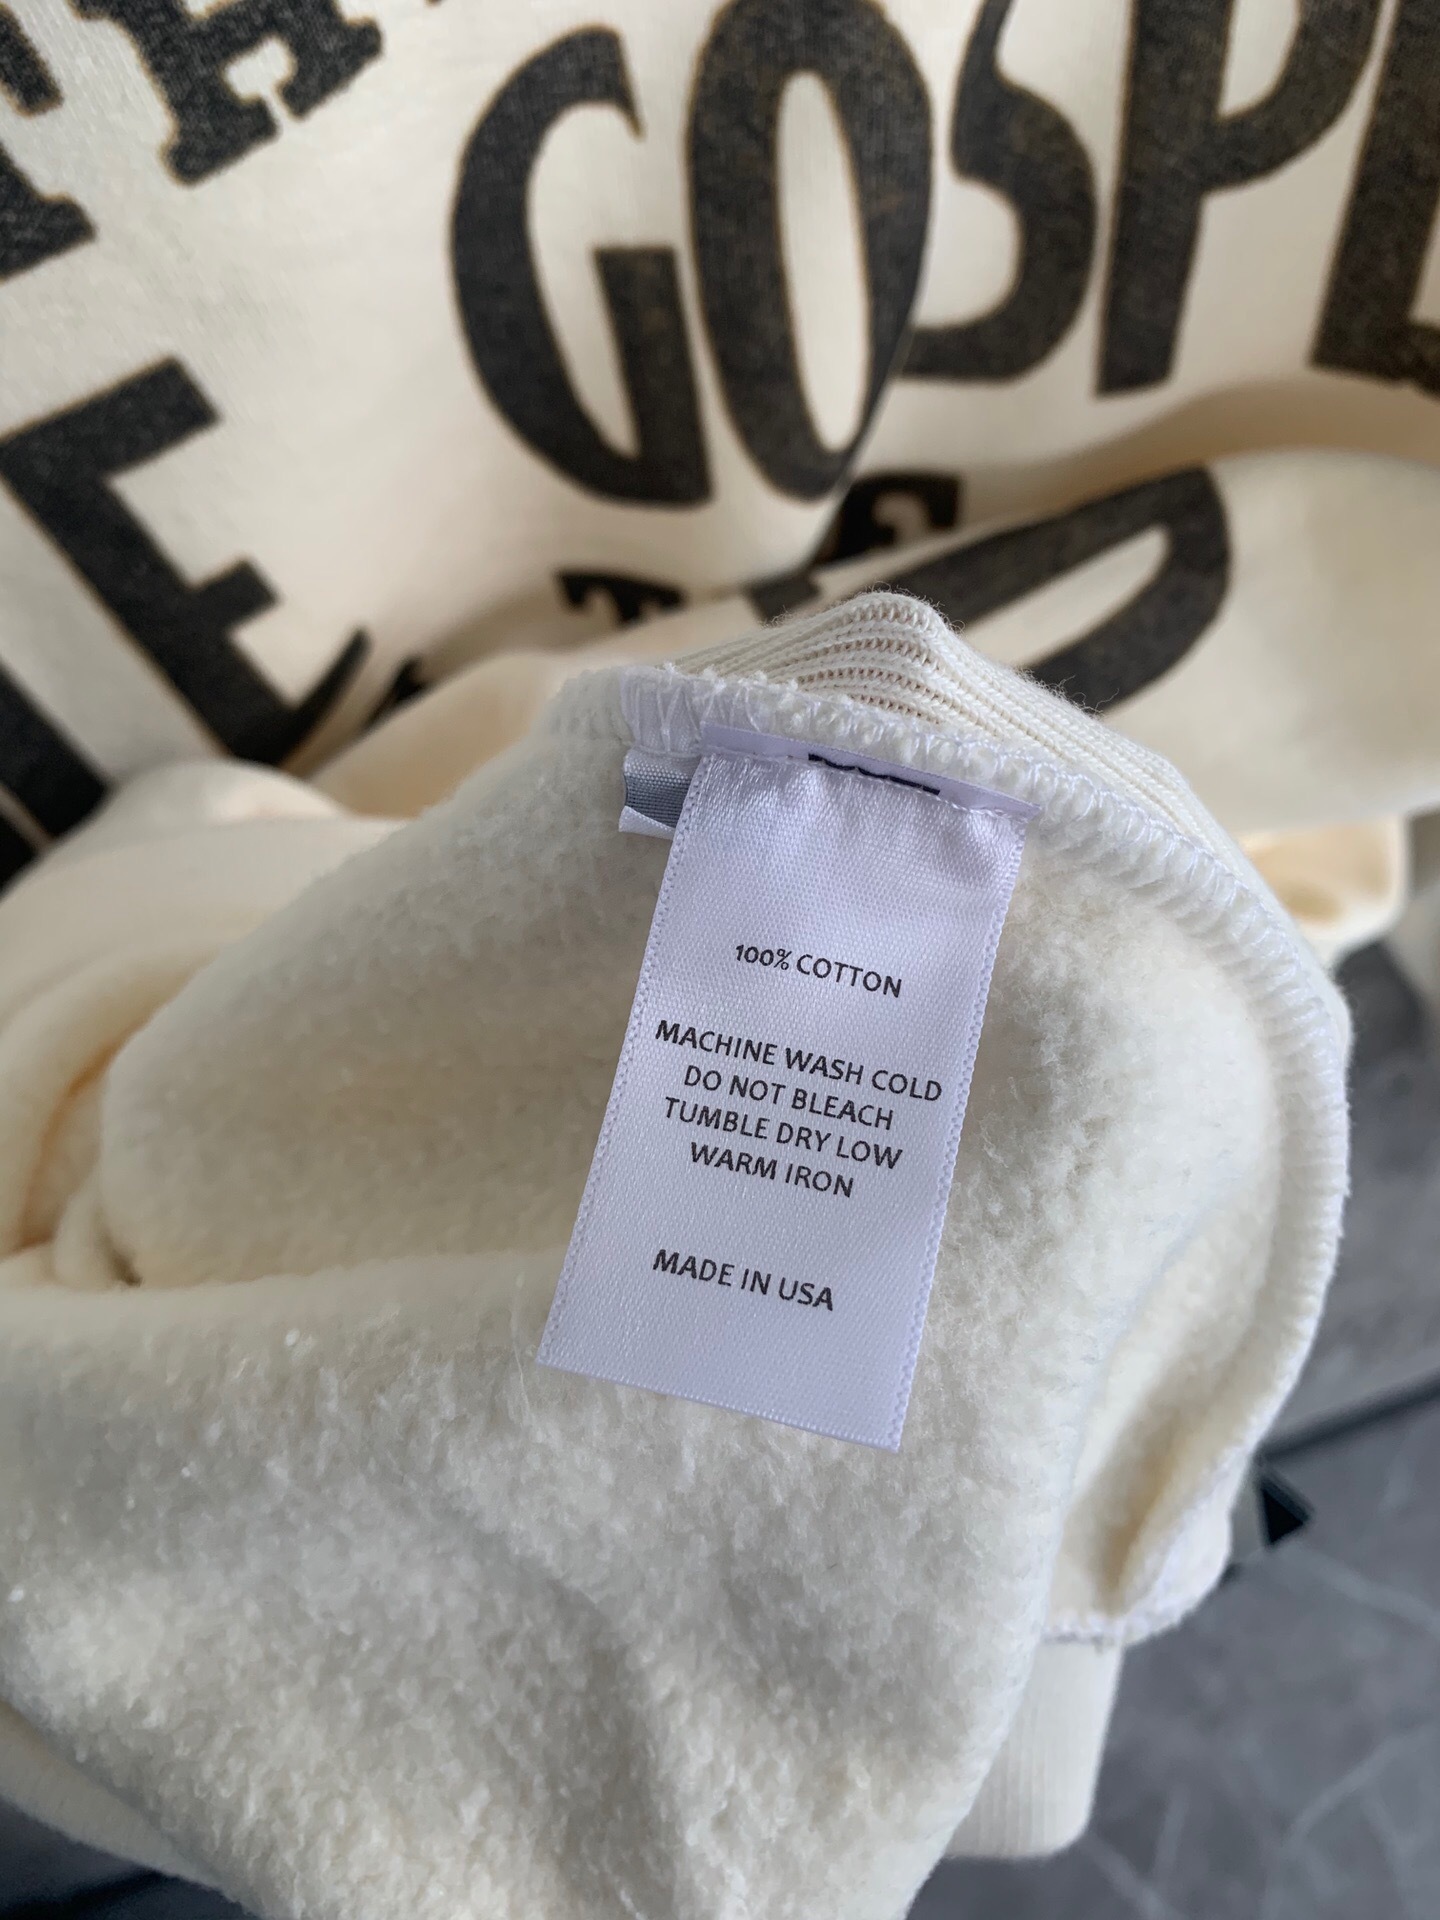 GOSPE
100% COTTON
MACHINE WASH COLD
DO NOT BLEACH
TUMBLE DRY LOW
WARM IRON
MADE IN USA